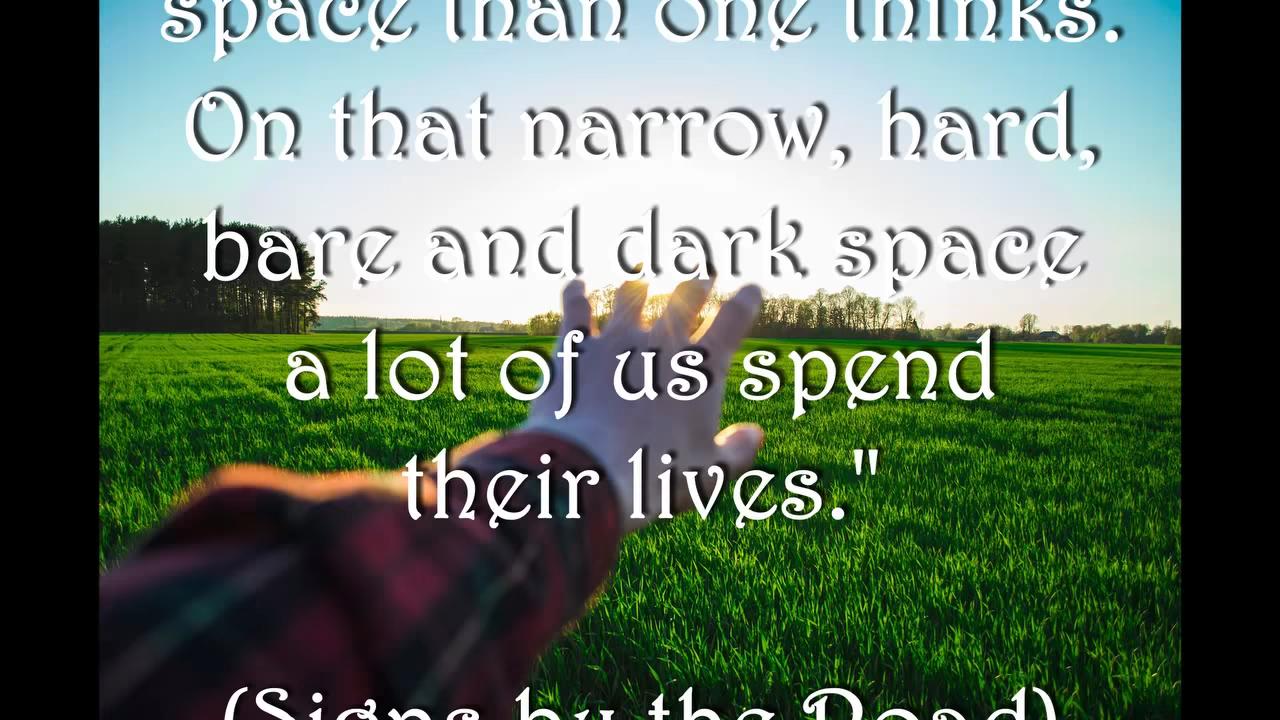 space than one thinks.
On that narrow, hard,
bare and dark space
a lot of us spend
their lives."
(Signs by the Road)